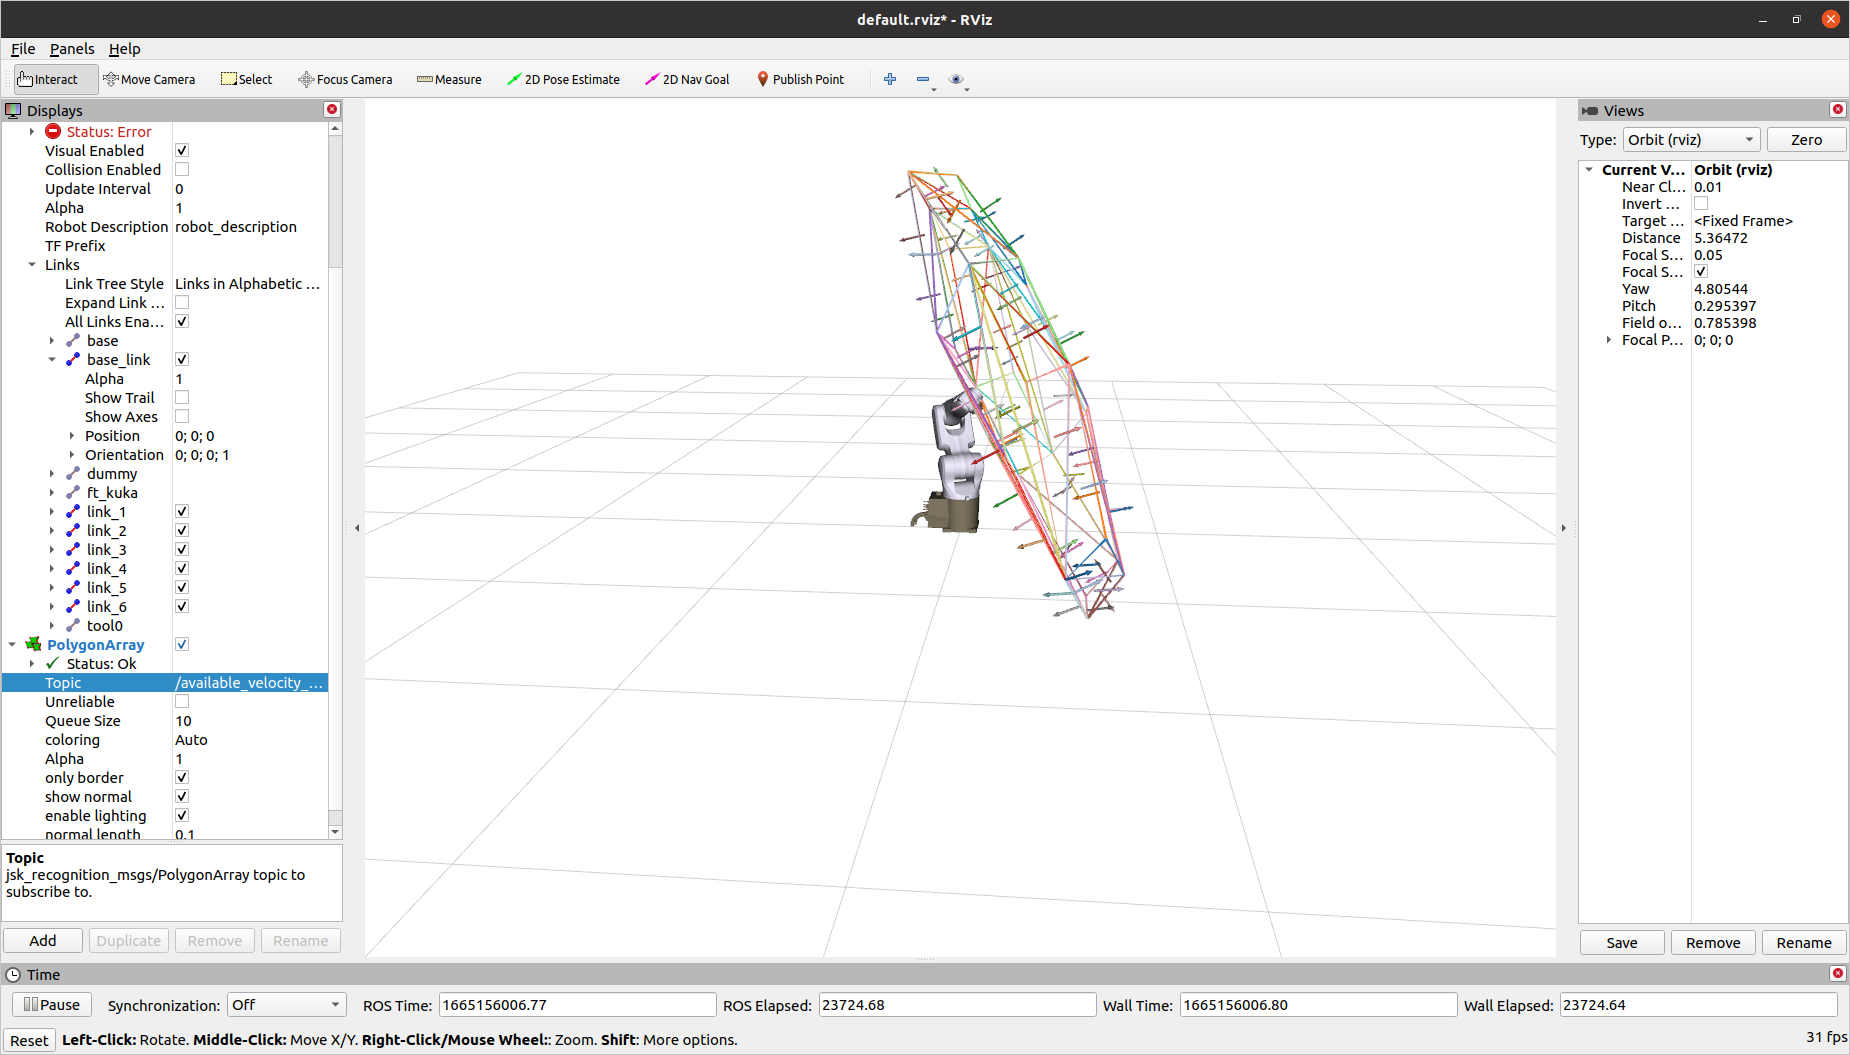 default.rviz* - RViz
File Panels Help
Interact Move Camera Select Focus Camera Measure 2D Pose Estimate 2D Nav Goal Publish Point
Displays
Status: Error
Visual Enabled
Collision Enabled
Update Interval 0
Alpha 1
Robot Description robot_description
TF Prefix
Links
Link Tree Style Links in Alphabetic ...
Expand Link ...
All Links Ena...
base
base_link
Alpha 1
Show Trail
Show Axes
Position 0; 0; 0
Orientation 0; 0; 0; 1
dummy
ft_kuka
link_1
link_2
link_3
link_4
link_5
link_6
tool0
PolygonArray
Status: Ok
Topic /available_velocity_...
Unreliable
Queue Size 10
coloring Auto
Alpha 1
only border
show normal
enable lighting
normal length 0.1
Topic
jsk_recognition_msgs/PolygonArray topic to
subscribe to.
Add Duplicate Remove Rename
Views
Type: Orbit (rviz) Zero
Current V... Orbit (rviz)
Near Cl... 0.01
Invert ...
Target ... <Fixed Frame>
Distance 5.36472
Focal S... 0.05
Focal S...
Yaw 4.80544
Pitch 0.295397
Field o... 0.785398
Focal P... 0; 0; 0
Save Remove Rename
Time
Pause Synchronization: Off ROS Time: 1665156006.77 ROS Elapsed: 23724.68 Wall Time: 1665156006.80 Wall Elapsed: 23724.64
Reset Left-Click: Rotate. Middle-Click: Move X/Y. Right-Click/Mouse Wheel:: Zoom. Shift: More options. 31 fps